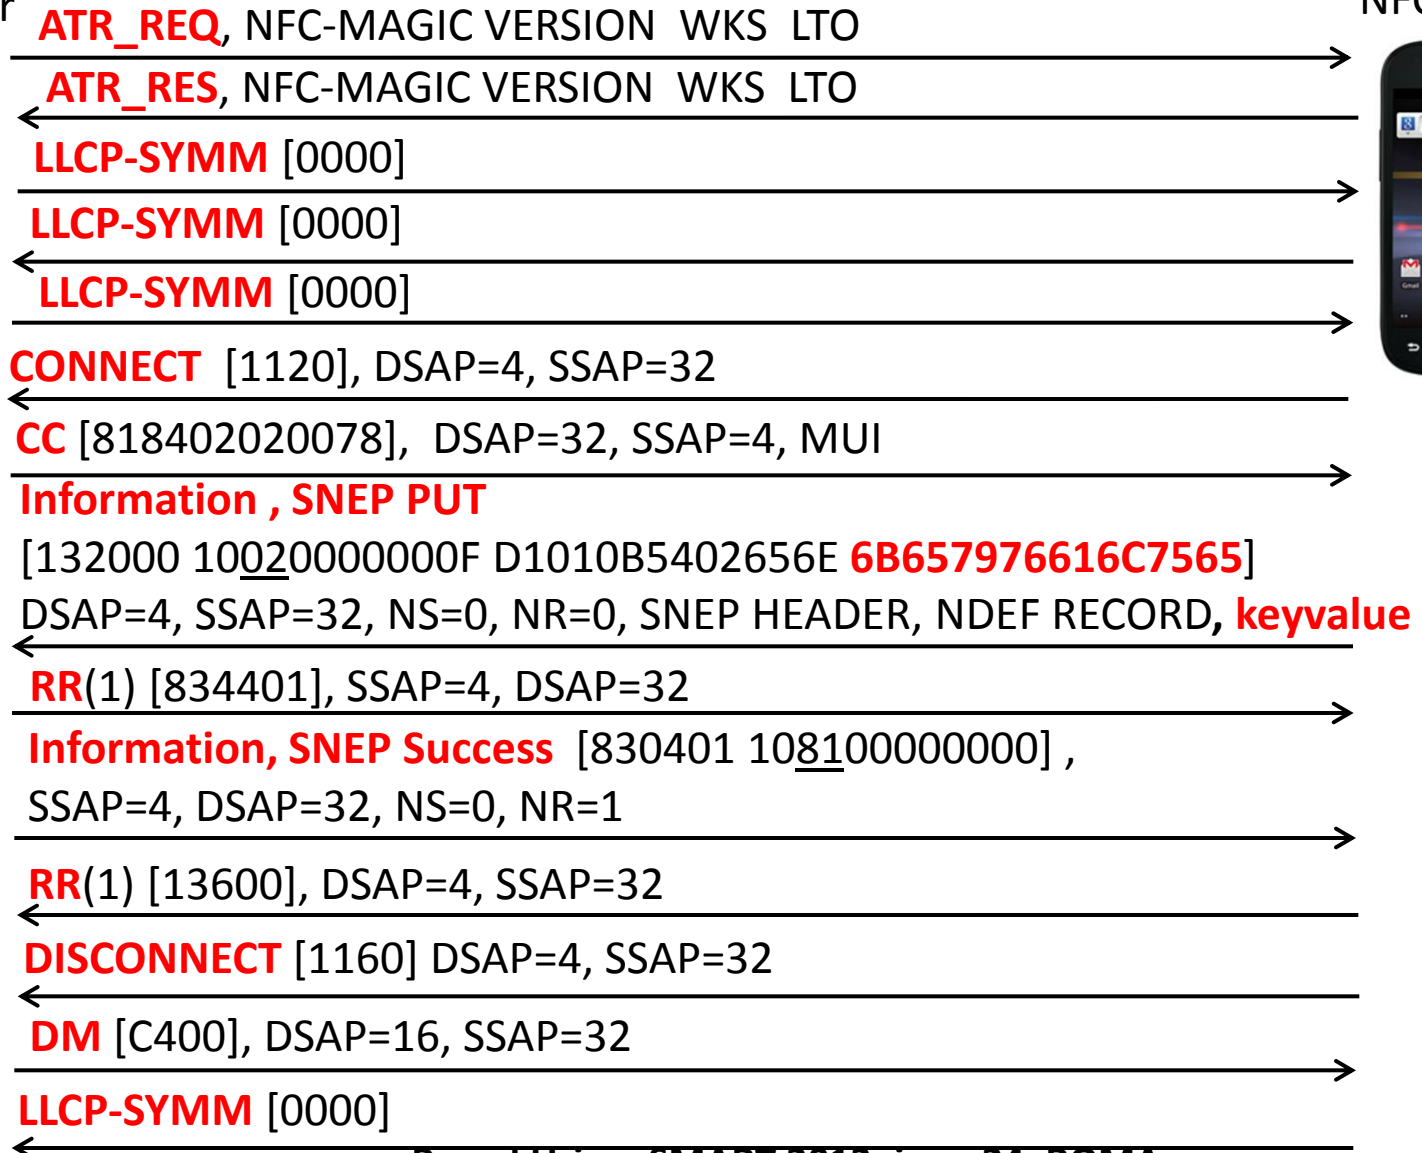 ATR_REQ, NFC-MAGIC VERSION WKS LTO
ATR_RES, NFC-MAGIC VERSION WKS LTO
LLCP-SYMM [0000]
LLCP-SYMM [0000]
LLCP-SYMM [0000]
CONNECT [1120], DSAP=4, SSAP=32
CC [818402020078], DSAP=32, SSAP=4, MUI
Information , SNEP PUT
[132000 10020000000F D1010B5402656E 6B657976616C7565]
DSAP=4, SSAP=32, NS=0, NR=0, SNEP HEADER, NDEF RECORD, keyvalue
RR(1) [834401], SSAP=4, DSAP=32
Information, SNEP Success [830401 108100000000] ,
SSAP=4, DSAP=32, NS=0, NR=1
RR(1) [13600], DSAP=4, SSAP=32
DISCONNECT [1160] DSAP=4, SSAP=32
DM [C400], DSAP=16, SSAP=32
LLCP-SYMM [0000]